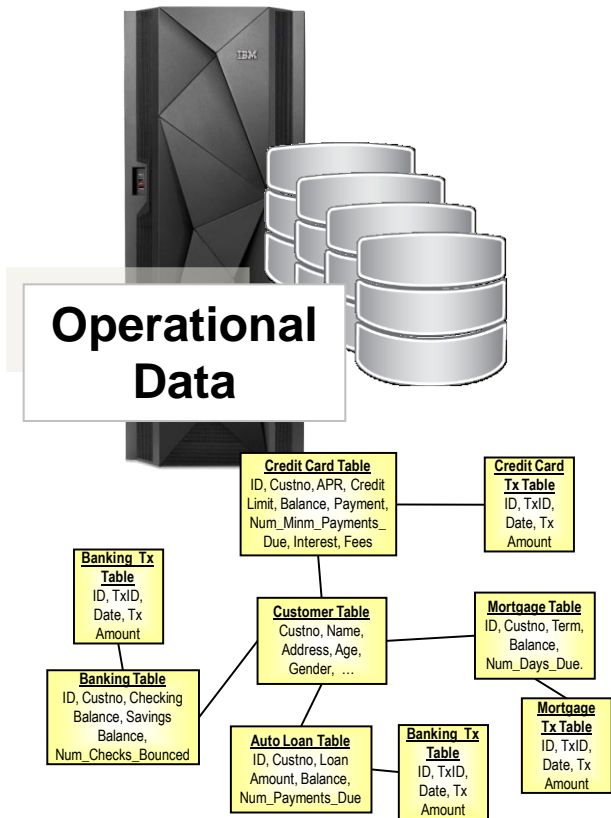 IBM
Operational
Data
Credit Card Table
ID, Custno, APR, Credit
Limit, Balance, Payment,
Num_Minm_Payments_
Due, Interest, Fees
Credit Card
Tx Table
ID, TxID,
Date, Tx
Amount
Banking Tx
Table
ID, TxID,
Date, Tx
Amount
Customer Table
Custno, Name,
Address, Age,
Gender, …
Mortgage Table
ID, Custno, Term,
Balance,
Num_Days_Due.
Banking Table
ID, Custno, Checking
Balance, Savings
Balance,
Num_Checks_Bounced
Auto Loan Table
ID, Custno, Loan
Amount, Balance,
Num_Payments_Due
Banking Tx
Table
ID, TxID,
Date, Tx
Amount
Mortgage
Tx Table
ID, TxID,
Date, Tx
Amount